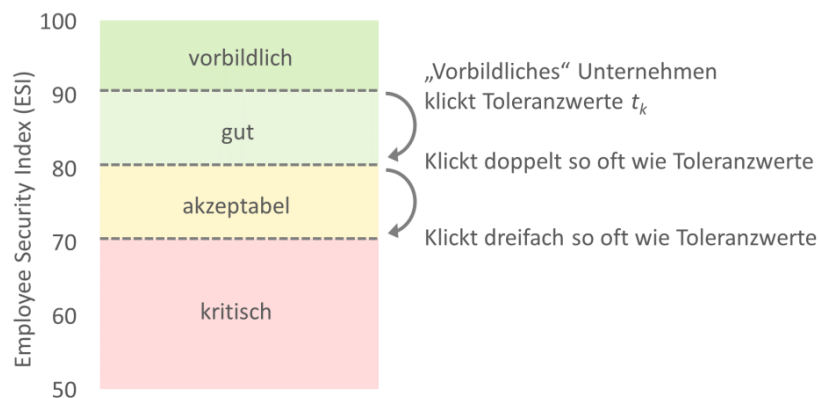 Employee Security Index (ESI)
100
90
80
70
60
50
vorbildlich
gut
akzeptabel
kritisch
„Vorbildliches“ Unternehmen
klickt Toleranzwerte tₖ
Klickt doppelt so oft wie Toleranzwerte
Klickt dreifach so oft wie Toleranzwerte